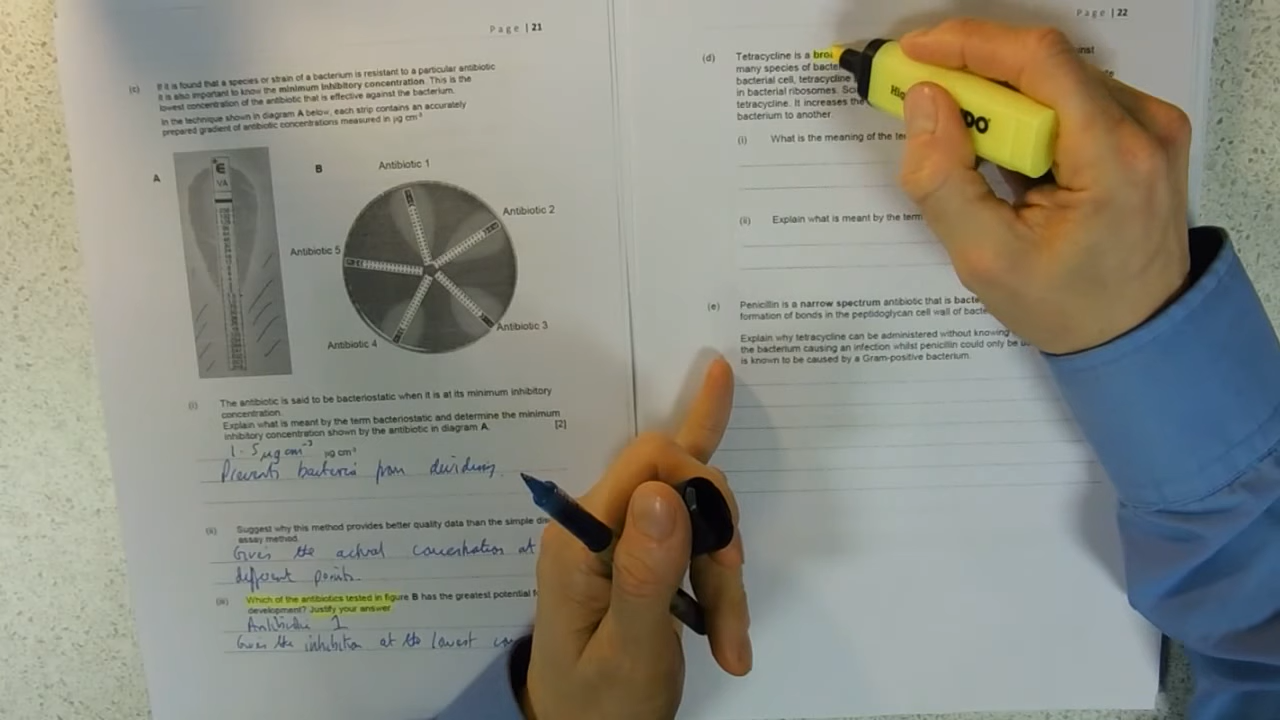 Page | 21
(c) If it is found that a species or strain of a bacterium is resistant to a particular antibiotic
it is also important to know the minimum inhibitory concentration. This is the
lowest concentration of the antibiotic that is effective against the bacterium.
In the technique shown in diagram A below, each strip contains an accurately
prepared gradient of antibiotic concentrations measured in µg cm³
A
VA
B
Antibiotic 1
Antibiotic 2
Antibiotic 5
Antibiotic 3
Antibiotic 4
(i) The antibiotic is said to be bacteriostatic when it is at its minimum inhibitory
concentration.
Explain what is meant by the term bacteriostatic and determine the minimum
inhibitory concentration shown by the antibiotic in diagram A. [2]
1.5 µg cm⁻³ µg cm³
Prevents bacteria from dividing.
(ii) Suggest why this method provides better quality data than the simple
assay method.
Gives the actual concentration at
different points.
(iii) Which of the antibiotics tested in figure B has the greatest potential
development? Justify your answer
Antibiotic 1
Gives the inhibition at the lowest
Page | 22
(d) Tetracycline is a
many species of
bacterial cell, tetracycline
in bacterial ribosomes.
tetracycline. It increases the
bacterium to another.
(i) What is the meaning of the
(ii) Explain what is meant by the term
(e) Penicillin is a narrow spectrum antibiotic that is
formation of bonds in the peptidoglycan cell wall of
Explain why tetracycline can be administered without knowing
the bacterium causing an infection whilst penicillin could only be
is known to be caused by a Gram-positive bacterium.